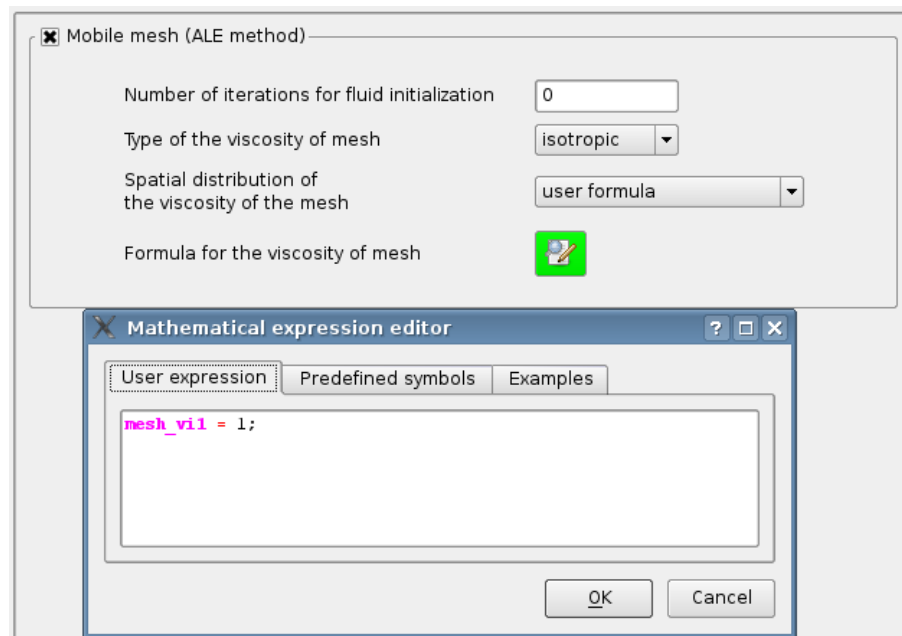 Mobile mesh (ALE method)
Number of iterations for fluid initialization
0
Type of the viscosity of mesh
isotropic
Spatial distribution of
the viscosity of the mesh
user formula
Formula for the viscosity of mesh
Mathematical expression editor
?
User expression
Predefined symbols
Examples
mesh_vi1 = 1;
OK
Cancel